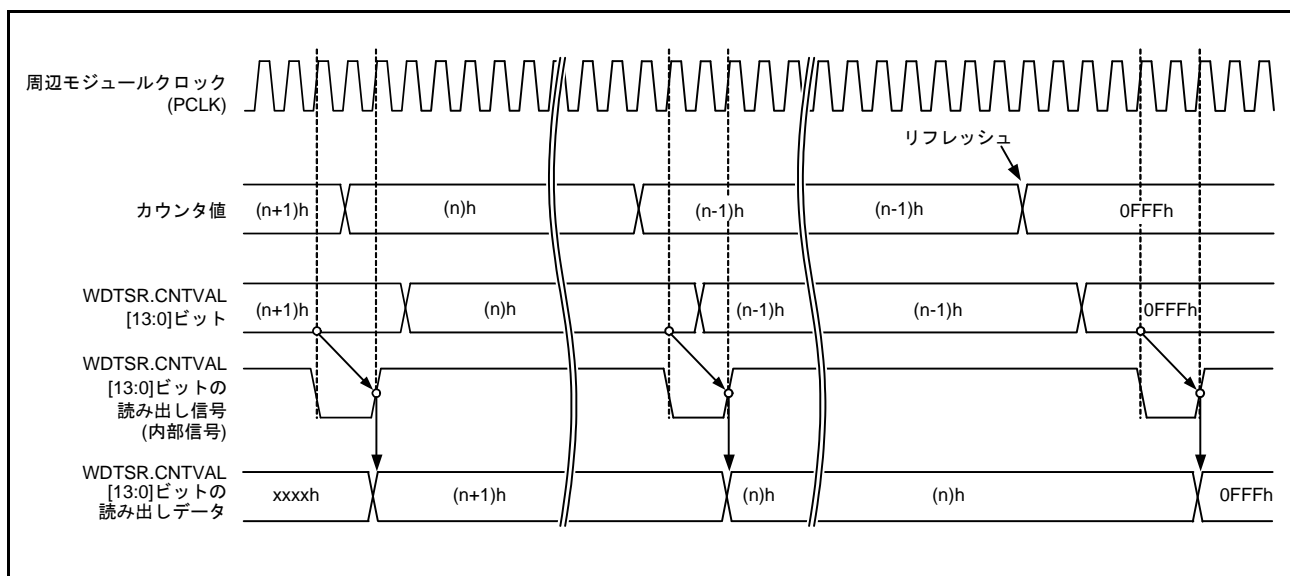 周辺モジュールクロック
(PCLK)
リフレッシュ
カウンタ値
(n+1)h
(n)h
(n-1)h
(n-1)h
0FFFh
WDTSR.CNTVAL
[13:0]ビット
(n+1)h
(n)h
(n-1)h
(n-1)h
0FFFh
WDTSR.CNTVAL
[13:0]ビットの
読み出し信号
(内部信号)
WDTSR.CNTVAL
[13:0]ビットの
読み出しデータ
xxxxh
(n+1)h
(n)h
(n)h
0FFFh